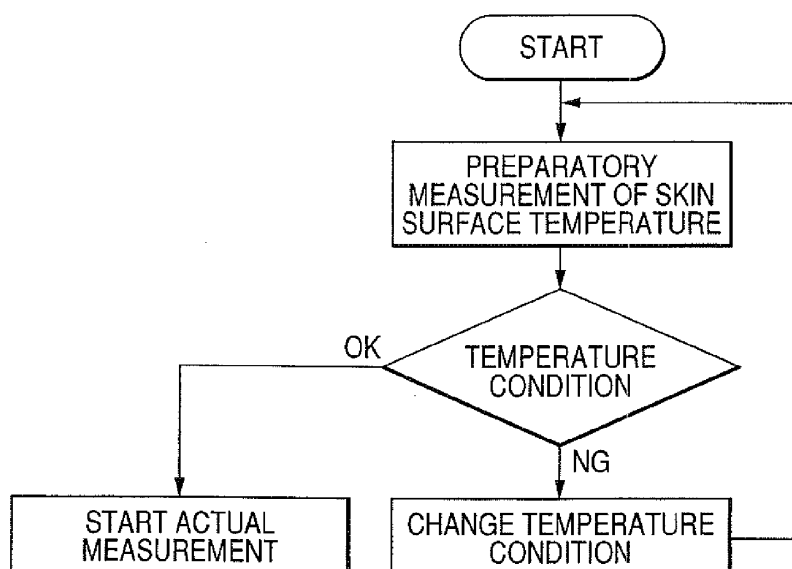 START
PREPARATORY
MEASUREMENT OF SKIN
SURFACE TEMPERATURE
OK
TEMPERATURE
CONDITION
NG
START ACTUAL
MEASUREMENT
CHANGE TEMPERATURE
CONDITION